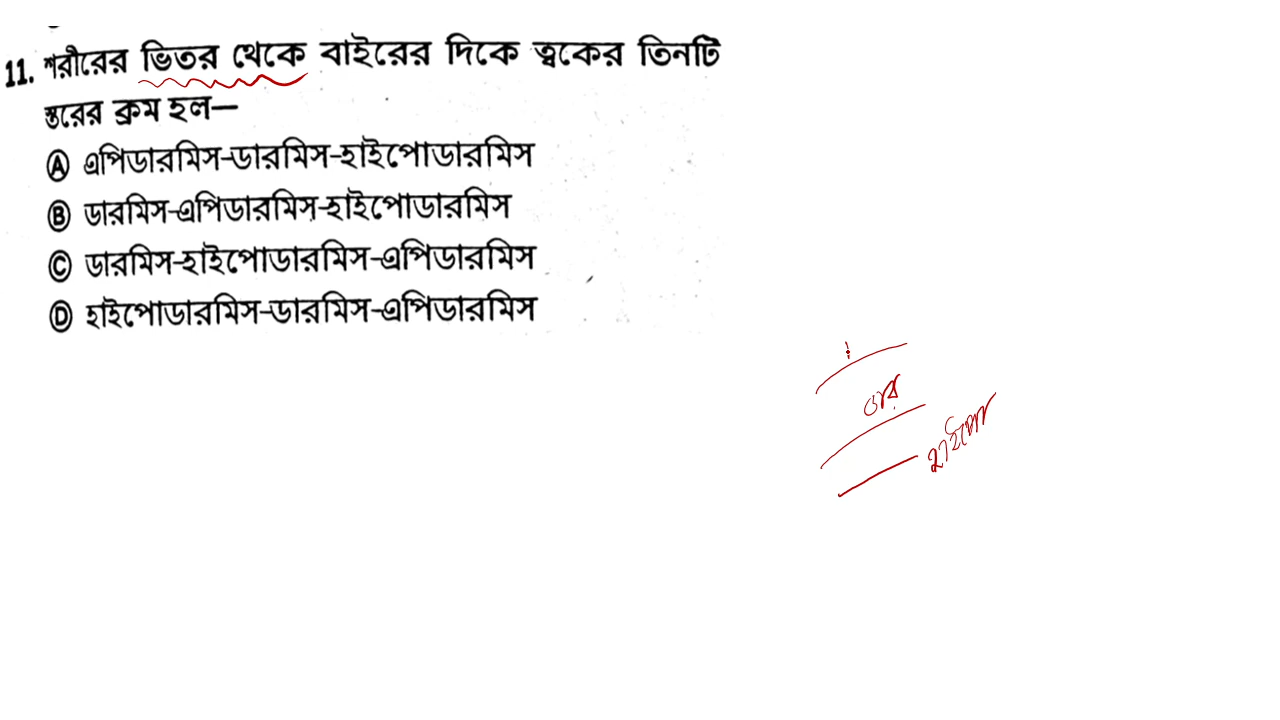 11. শরীরের ভিতর থেকে বাইরের দিকে ত্বকের তিনটি
স্তরের ক্রম হল—
Ⓐ এপিডারমিস-ডারমিস-হাইপোডারমিস
Ⓑ ডারমিস-এপিডারমিস-হাইপোডারমিস
Ⓒ ডারমিস-হাইপোডারমিস-এপিডারমিস
Ⓓ হাইপোডারমিস-ডারমিস-এপিডারমিস
ডার
হাইপো